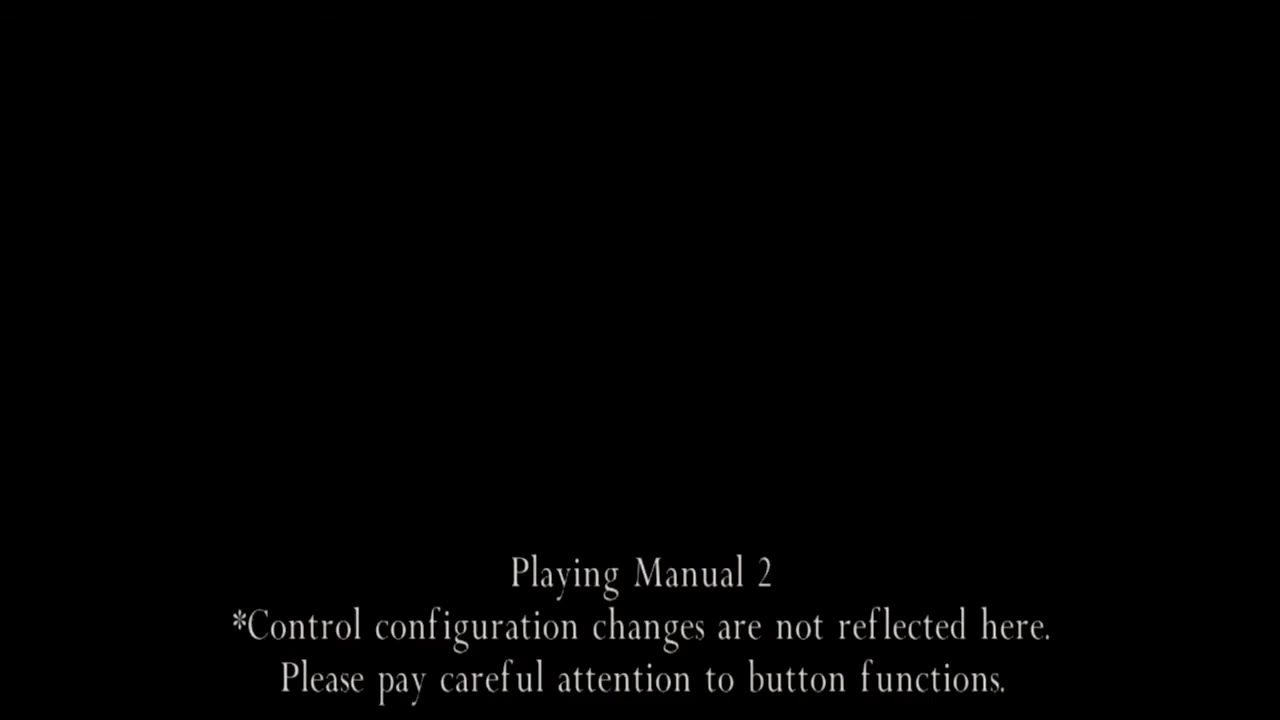 Playing Manual 2
*Control configuration changes are not reflected here.
Please pay careful attention to button functions.